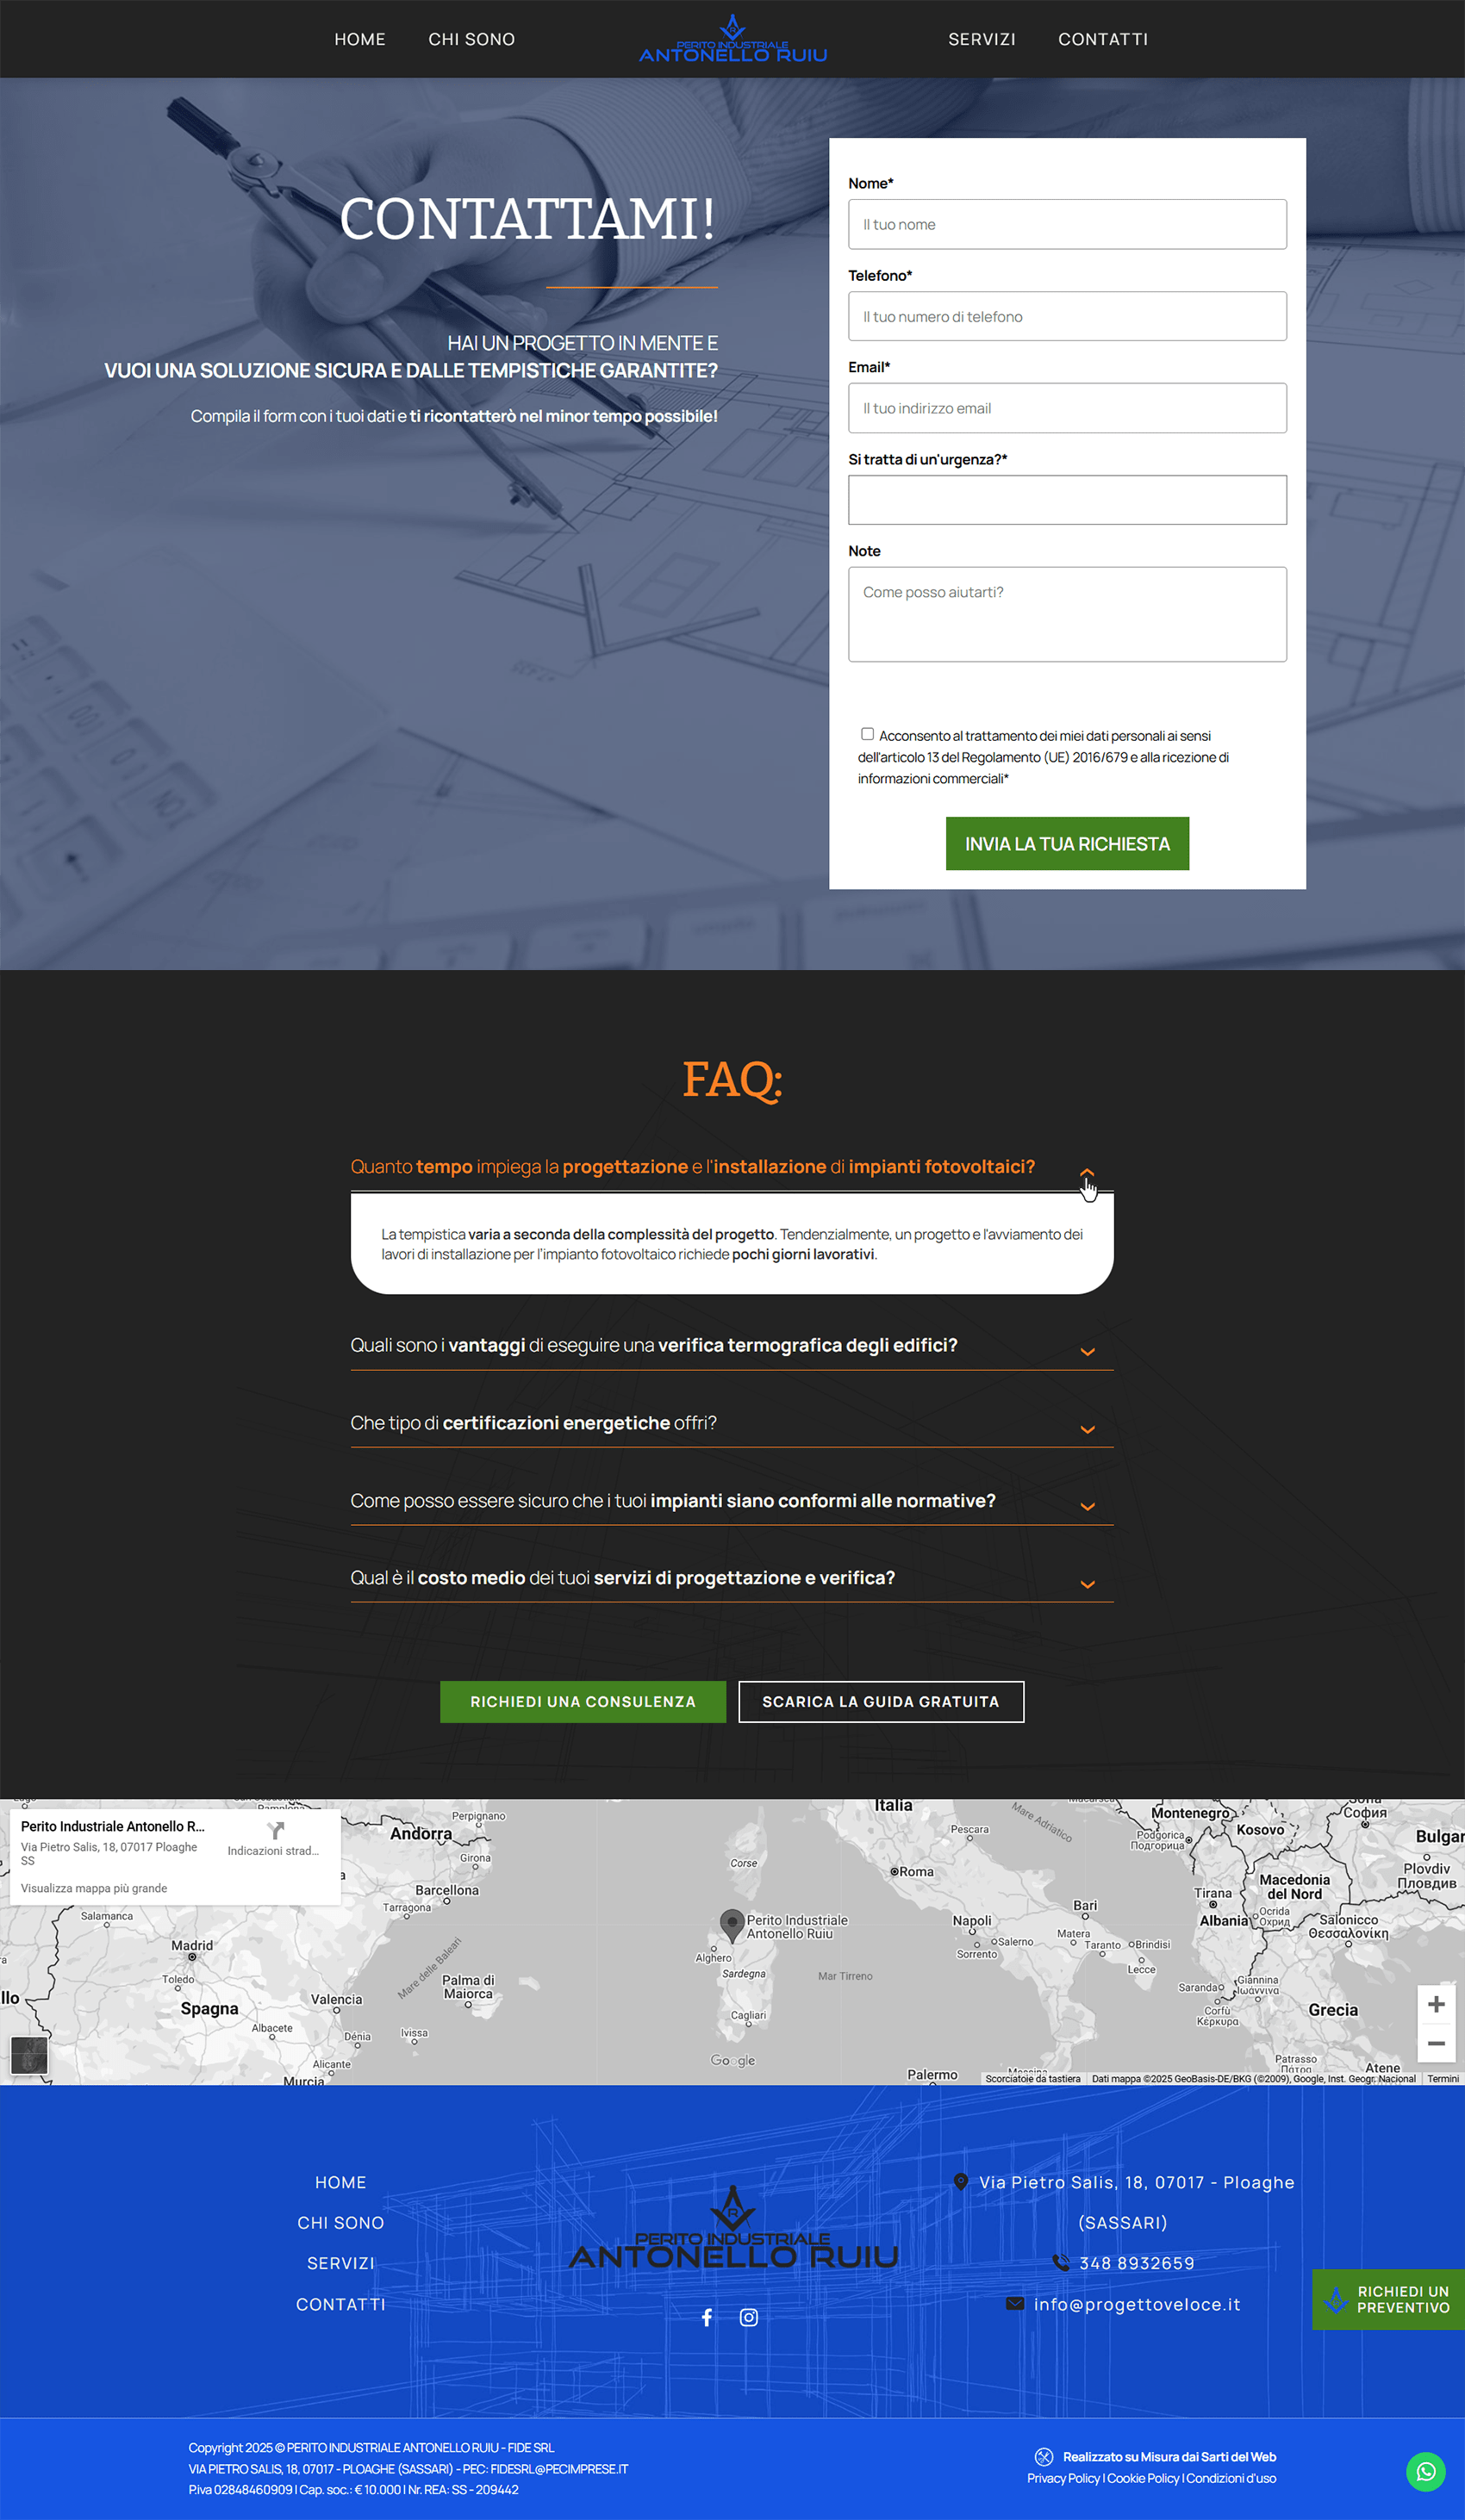 HOME
CHI SONO
PERITO INDUSTRIALE
ANTONELLO RUIU
SERVIZI
CONTATTI
CONTATTAMI!
HAI UN PROGETTO IN MENTE E
VUOI UNA SOLUZIONE SICURA E DALLE TEMPISTICHE GARANTITE?
Compila il form con i tuoi dati e ti ricontatterò nel minor tempo possibile!
Nome*
Il tuo nome
Telefono*
Il tuo numero di telefono
Email*
Il tuo indirizzo email
Si tratta di un'urgenza?*
Note
Come posso aiutarti?
Acconsento al trattamento dei miei dati personali ai sensi
dell'articolo 13 del Regolamento (UE) 2016/679 e alla ricezione di
informazioni commerciali*
INVIA LA TUA RICHIESTA
FAQ:
Quanto tempo impiega la progettazione e l'installazione di impianti fotovoltaici?
La tempistica varia a seconda della complessità del progetto. Tendenzialmente, un progetto e l'avviamento dei
lavori di installazione per l'impianto fotovoltaico richiede pochi giorni lavorativi.
Quali sono i vantaggi di eseguire una verifica termografica degli edifici?
Che tipo di certificazioni energetiche offri?
Come posso essere sicuro che i tuoi impianti siano conformi alle normative?
Qual è il costo medio dei tuoi servizi di progettazione e verifica?
RICHIEDI UNA CONSULENZA
SCARICA LA GUIDA GRATUITA
Perito Industriale Antonello R...
Via Pietro Salis, 18, 07017 Ploaghe
SS
Indicazioni strad...
Visualizza mappa più grande
Perpignano
Andorra
Girona
Barcellona
Tarragona
Salamanca
Madrid
Toledo
Spagna
Valencia
Albacete
Dénia
Alicante
Murcia
Ivissa
Palma di
Maiorca
Mare delle Baleari
Corse
Perito Industriale
Antonello Ruiu
Alghero
Sardegna
Cagliari
Mar Tirreno
Google
Italia
Pescara
Mare Adriatico
Roma
Napoli
Salerno
Sorrento
Bari
Matera
Taranto
Brindisi
Lecce
Palermo
Montenegro
Podgorica
Подгорица
Kosovo
София
Bulgar
Plovdiv
Пловдив
Macedonia
del Nord
Tirana
Albania
Ocrida
Охрид
Salonicco
Θεσσαλονίκη
Saranda
Giannina
Ιωάννινα
Corfù
Κέρκυρα
Grecia
Patrasso
Πάτρα
Atene
Scorciatoie da tastiera
Dati mappa ©2025 GeoBasis-DE/BKG (©2009), Google, Inst. Geogr. Nacional
Termini
HOME
CHI SONO
SERVIZI
CONTATTI
PERITO INDUSTRIALE
ANTONELLO RUIU
Via Pietro Salis, 18, 07017 - Ploaghe
(SASSARI)
348 8932659
info@progettoveloce.it
RICHIEDI UN
PREVENTIVO
Copyright 2025 © PERITO INDUSTRIALE ANTONELLO RUIU - FIDE SRL
VIA PIETRO SALIS, 18, 07017 - PLOAGHE (SASSARI) - PEC: FIDESRL@PECIMPRESE.IT
P.iva 02848460909 | Cap. soc.: € 10.000 | Nr. REA: SS - 209442
Realizzato su Misura dai Sarti del Web
Privacy Policy | Cookie Policy | Condizioni d'uso